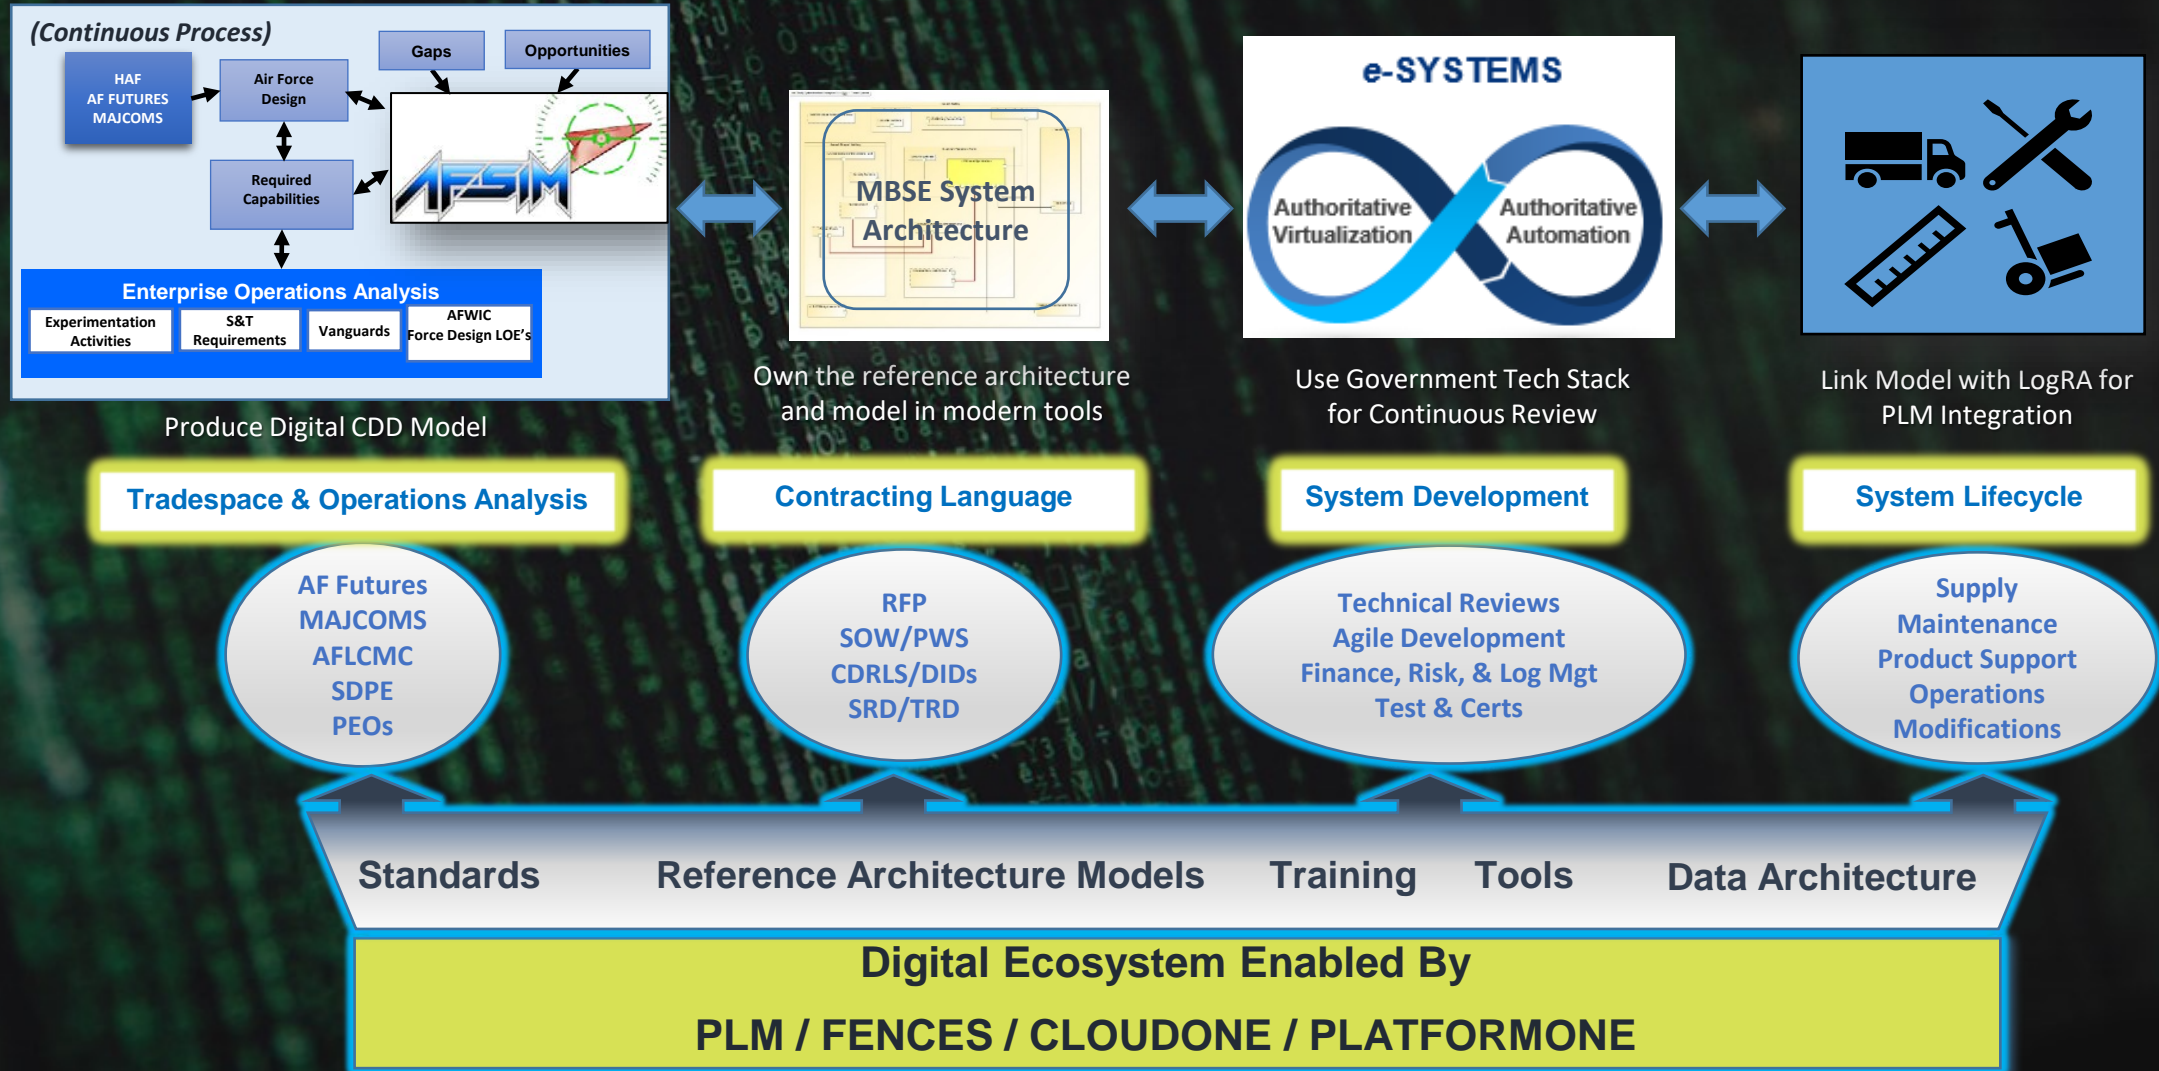 (Continuous Process)
HAF
AF FUTURES
MAJCOMS
Air Force
Design
Gaps
Opportunities
AFSIM
Required
Capabilities
Enterprise Operations Analysis
Experimentation
Activities
S&T
Requirements
Vanguards
AFWIC
Force Design LOE's
Produce Digital CDD Model
MBSE System
Architecture
Own the reference architecture
and model in modern tools
e-SYSTEMS
Authoritative
Virtualization
Authoritative
Automation
Use Government Tech Stack
for Continuous Review
Link Model with LogRA for
PLM Integration
Tradespace & Operations Analysis
Contracting Language
System Development
System Lifecycle
AF Futures
MAJCOMS
AFLCMC
SDPE
PEOs
RFP
SOW/PWS
CDRLS/DIDs
SRD/TRD
Technical Reviews
Agile Development
Finance, Risk, & Log Mgt
Test & Certs
Supply
Maintenance
Product Support
Operations
Modifications
Standards
Reference Architecture Models
Training
Tools
Data Architecture
Digital Ecosystem Enabled By
PLM / FENCES / CLOUDONE / PLATFORMONE